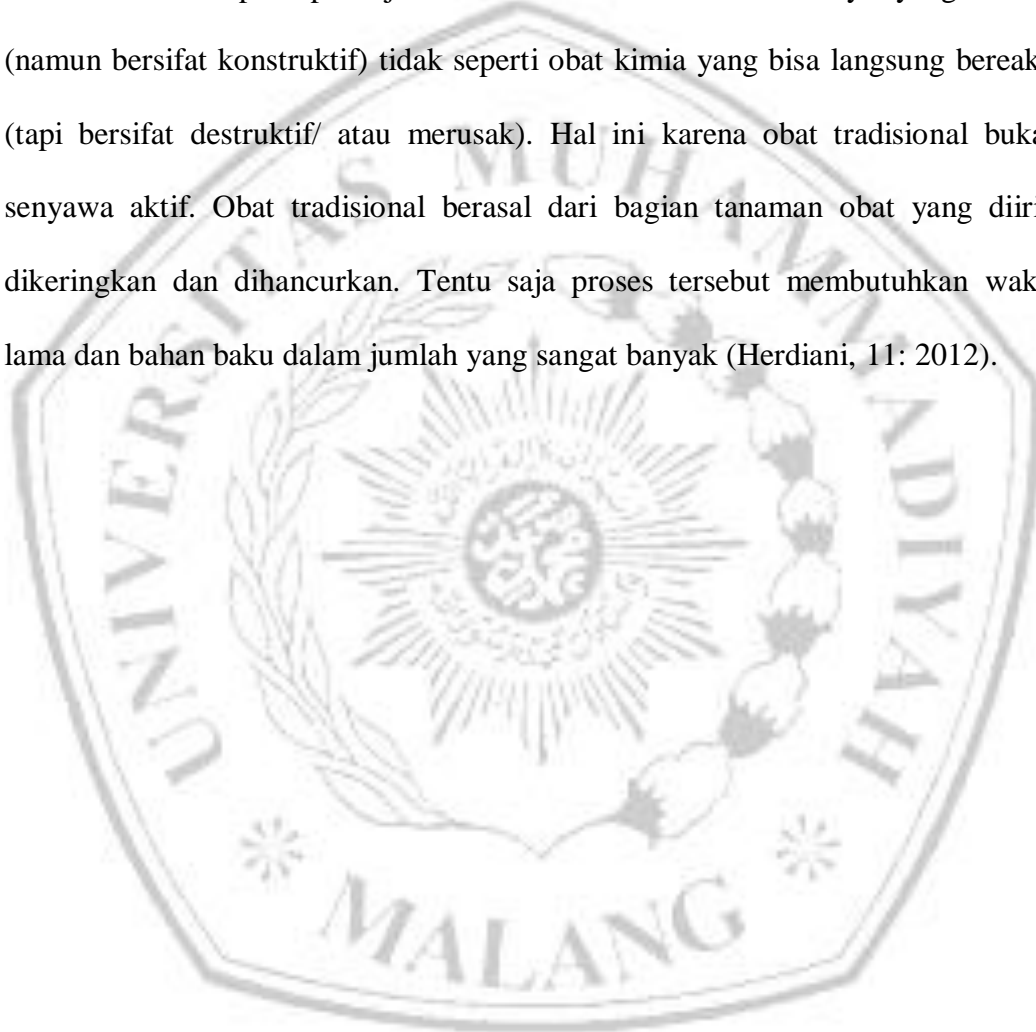 (namun bersifat konstruktif) tidak seperti obat kimia yang bisa langsung bereak
(tapi bersifat destruktif/ atau merusak). Hal ini karena obat tradisional buka
senyawa aktif. Obat tradisional berasal dari bagian tanaman obat yang diiri
dikeringkan dan dihancurkan. Tentu saja proses tersebut membutuhkan wak
lama dan bahan baku dalam jumlah yang sangat banyak (Herdiani, 11: 2012).
UNIVERSITAS MUHAMMADIYAH
MALANG